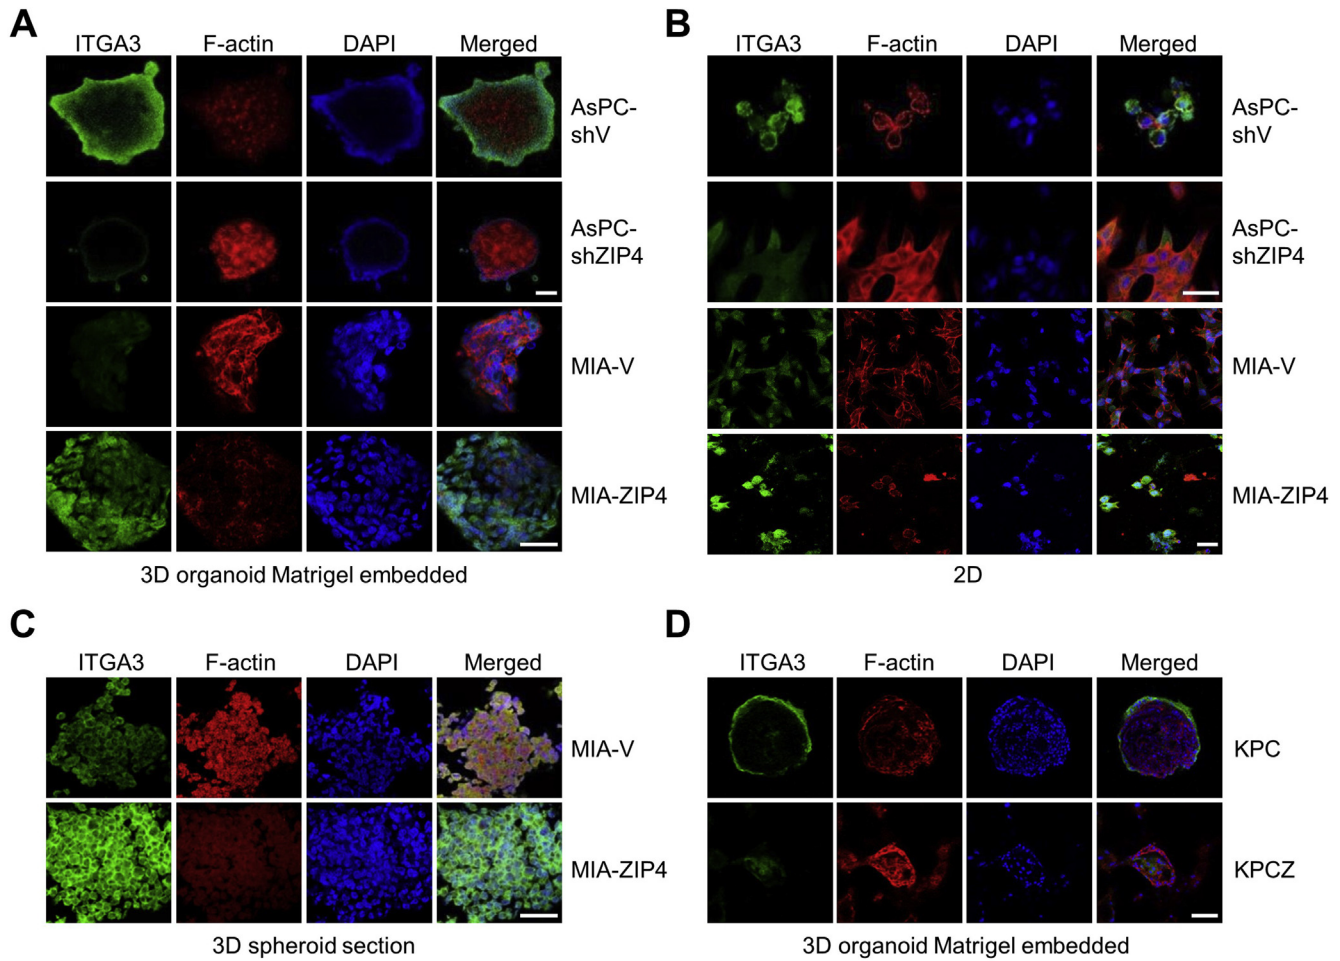 A
ITGA3 F-actin DAPI Merged
AsPC-
shV
AsPC-
shZIP4
MIA-V
MIA-ZIP4
3D organoid Matrigel embedded
B
ITGA3 F-actin DAPI Merged
AsPC-
shV
AsPC-
shZIP4
MIA-V
MIA-ZIP4
2D
C
ITGA3 F-actin DAPI Merged
MIA-V
MIA-ZIP4
3D spheroid section
D
ITGA3 F-actin DAPI Merged
KPC
KPCZ
3D organoid Matrigel embedded